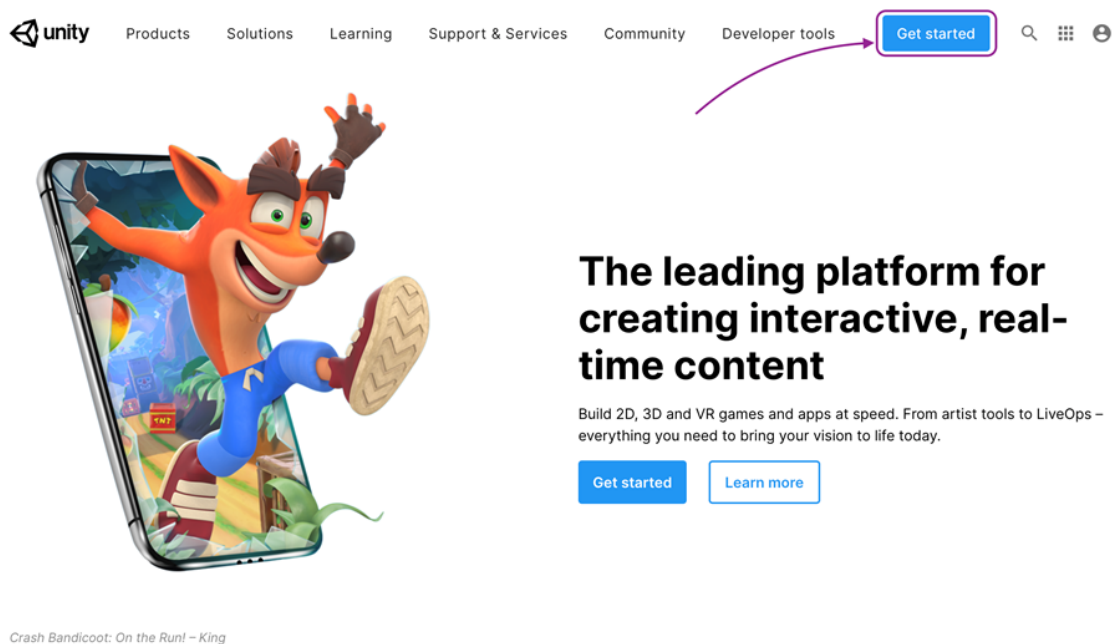 unity
Products
Solutions
Learning
Support & Services
Community
Developer tools
Get started
The leading platform for
creating interactive, real-
time content
Build 2D, 3D and VR games and apps at speed. From artist tools to LiveOps –
everything you need to bring your vision to life today.
Get started
Learn more
TNT
Crash Bandicoot: On the Run! – King